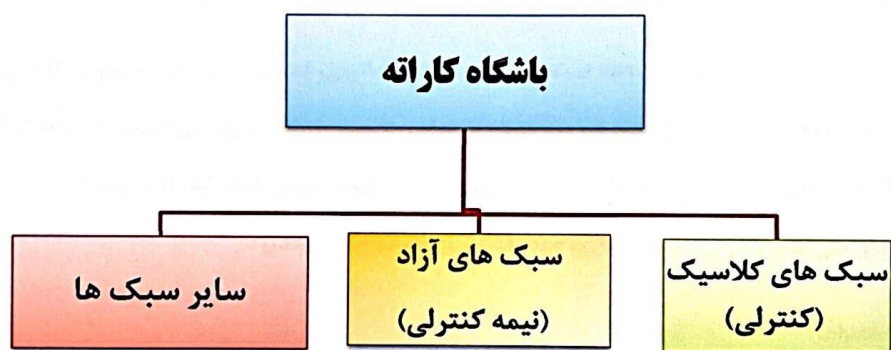 باشگاه کاراته
سبک های کلاسیک
(کنترلی)
سبک های آزاد
(نیمه کنترلی)
سایر سبک ها